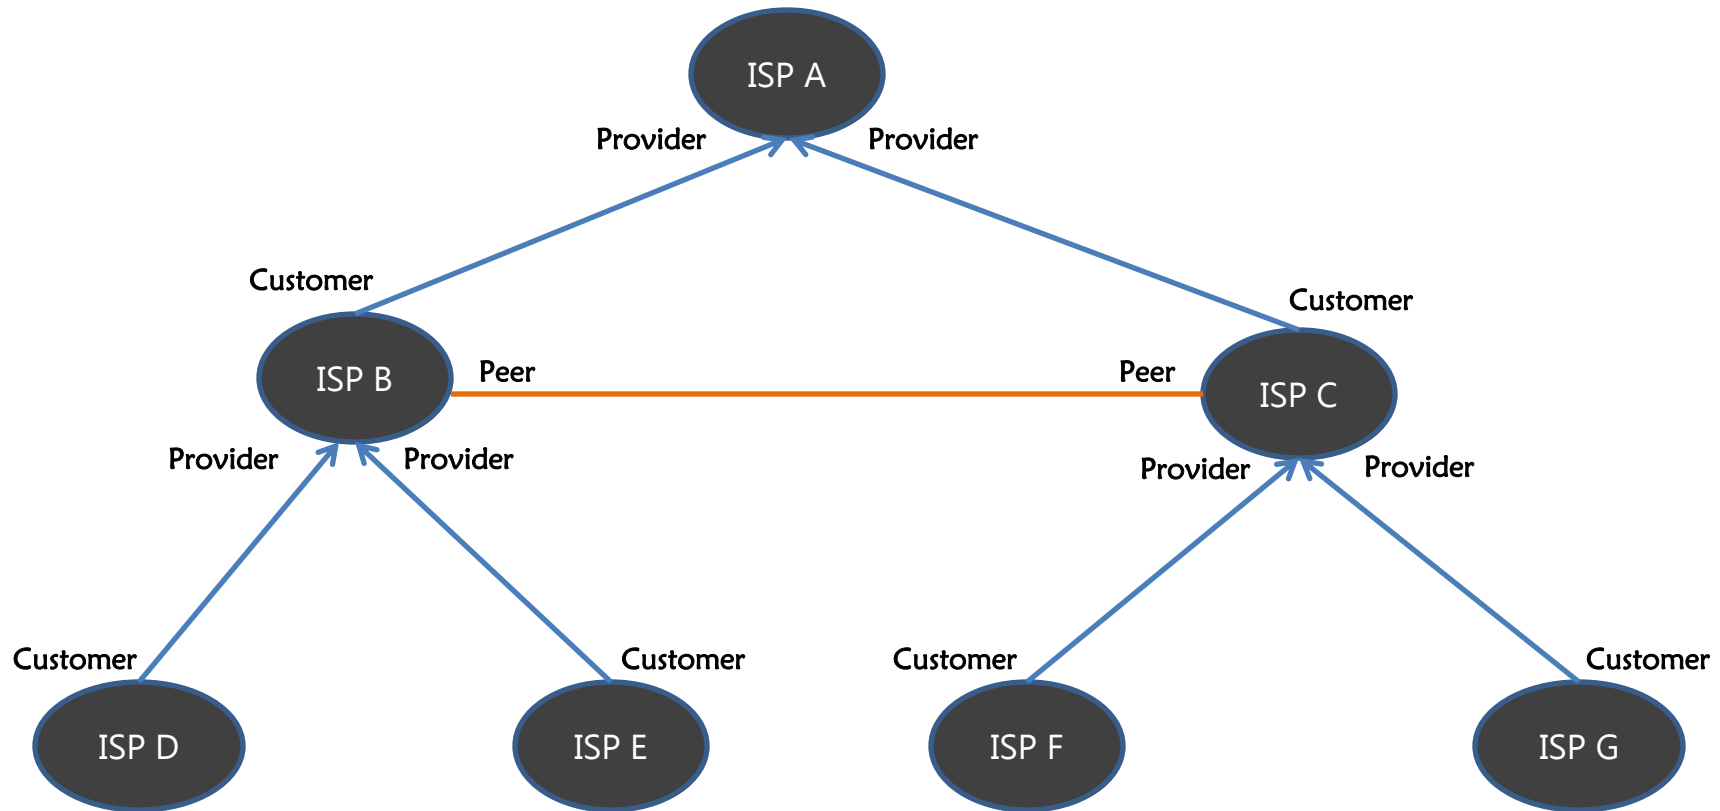 ISP A
Provider
Provider
Customer
Customer
ISP B
Peer
Peer
ISP C
Provider
Provider
Provider
Provider
Customer
Customer
Customer
Customer
ISP D
ISP E
ISP F
ISP G